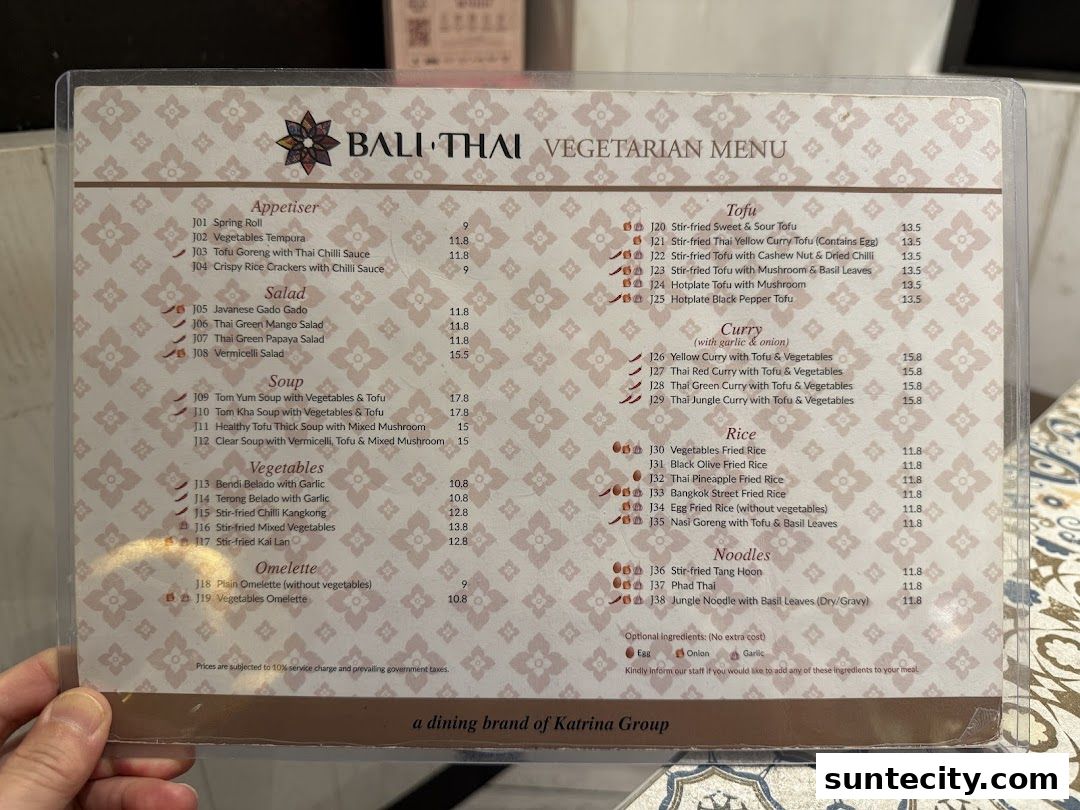 BALI·THAI VEGETARIAN MENU
Appetiser
J01 Spring Roll 9
J02 Vegetables Tempura 11.8
J03 Tofu Goreng with Thai Chilli Sauce 11.8
J04 Crispy Rice Crackers with Chilli Sauce 9
Salad
J05 Javanese Gado Gado 11.8
J06 Thai Green Mango Salad 11.8
J07 Thai Green Papaya Salad 11.8
J08 Vermicelli Salad 15.5
Soup
J09 Tom Yum Soup with Vegetables & Tofu 17.8
J10 Tom Kha Soup with Vegetables & Tofu 17.8
J11 Healthy Tofu Thick Soup with Mixed Mushroom 15
J12 Clear Soup with Vermicelli, Tofu & Mixed Mushroom 15
Vegetables
J13 Bendi Belado with Garlic 10.8
J14 Terong Belado with Garlic 10.8
J15 Stir-fried Chilli Kangkong 12.8
J16 Stir-fried Mixed Vegetables 13.8
J17 Stir-fried Kai Lan 12.8
Omelette
J18 Plain Omelette (without vegetables) 9
J19 Vegetables Omelette 10.8
Prices are subjected to 10% service charge and prevailing government taxes.
Tofu
J20 Stir-fried Sweet & Sour Tofu 13.5
J21 Stir-fried Thai Yellow Curry Tofu (Contains Egg) 13.5
J22 Stir-fried Tofu with Cashew Nut & Dried Chilli 13.5
J23 Stir-fried Tofu with Mushroom & Basil Leaves 13.5
J24 Hotplate Tofu with Mushroom 13.5
J25 Hotplate Black Pepper Tofu 13.5
Curry
(with garlic & onion)
J26 Yellow Curry with Tofu & Vegetables 15.8
J27 Thai Red Curry with Tofu & Vegetables 15.8
J28 Thai Green Curry with Tofu & Vegetables 15.8
J29 Thai Jungle Curry with Tofu & Vegetables 15.8
Rice
J30 Vegetables Fried Rice 11.8
J31 Black Olive Fried Rice 11.8
J32 Thai Pineapple Fried Rice 11.8
J33 Bangkok Street Fried Rice 11.8
J34 Egg Fried Rice (without vegetables) 11.8
J35 Nasi Goreng with Tofu & Basil Leaves 11.8
Noodles
J36 Stir-fried Tang Hoon 11.8
J37 Phad Thai 11.8
J38 Jungle Noodle with Basil Leaves (Dry/Gravy) 11.8
Optional ingredients: (No extra cost)
Egg Onion Garlic
Kindly inform our staff if you would like to add any of these ingredients to your meal.
a dining brand of Katrina Group
suntecity.com